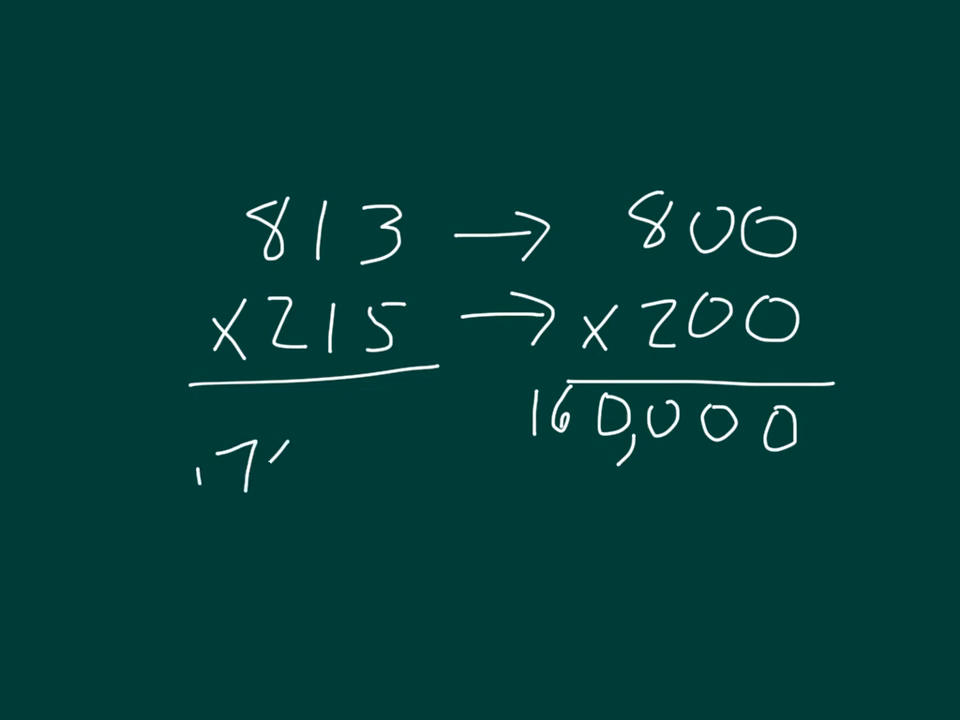 813 → 800
x215 → x200
160,000